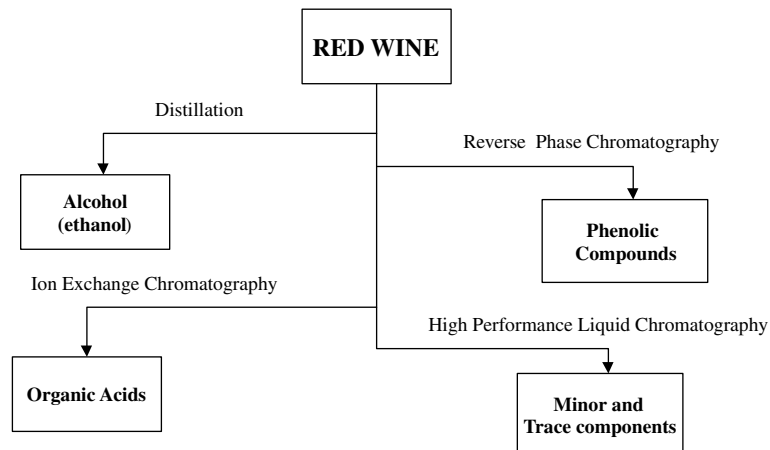 RED WINE
Distillation
Reverse Phase Chromatography
Alcohol
(ethanol)
Phenolic
Compounds
Ion Exchange Chromatography
High Performance Liquid Chromatography
Organic Acids
Minor and
Trace components